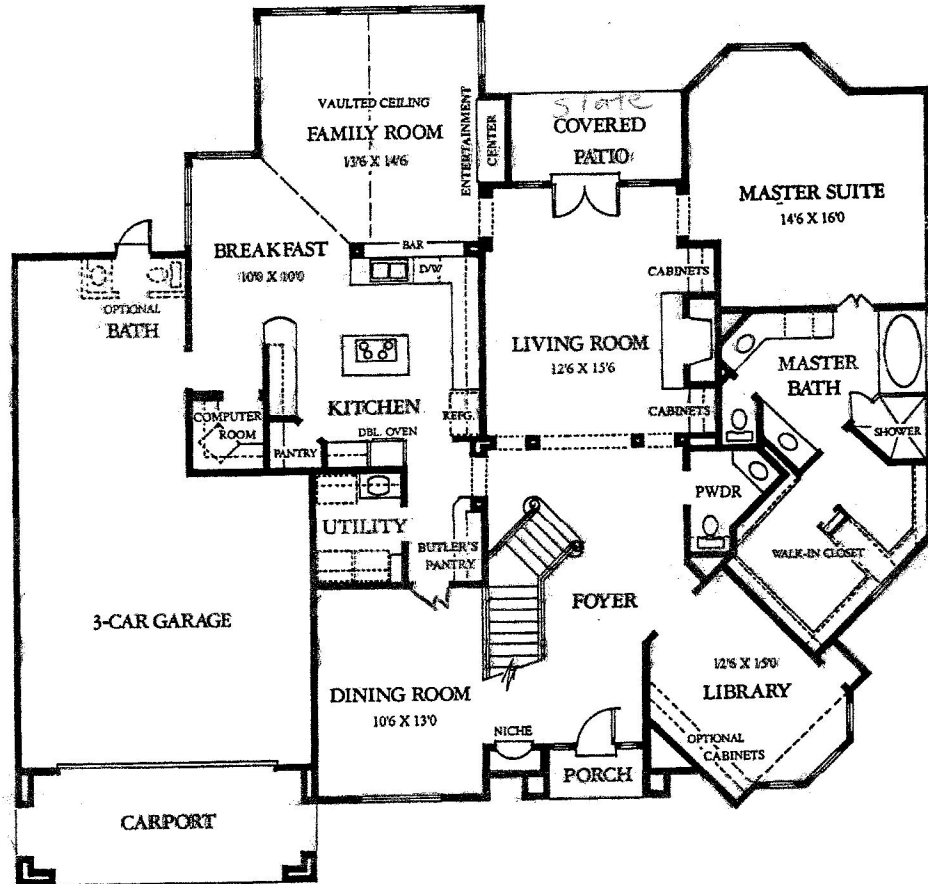 VAULTED CEILING
FAMILY ROOM
13'6 X 14'6
ENTERTAINMENT
CENTER
slate
COVERED
PATIO
MASTER SUITE
14'6 X 16'0
BREAKFAST
10'0 X 10'0
BAR
D/W
CABINETS
OPTIONAL
BATH
LIVING ROOM
12'6 X 15'6
MASTER
BATH
KITCHEN
REFG.
CABINETS
COMPUTER
ROOM
DBL. OVEN
PANTRY
SHOWER
PWDR
UTILITY
BUTLER'S
PANTRY
WALK-IN CLOSET
FOYER
3-CAR GARAGE
12'6 X 15'0
LIBRARY
DINING ROOM
10'6 X 13'0
NICHE
OPTIONAL
CABINETS
PORCH
CARPORT